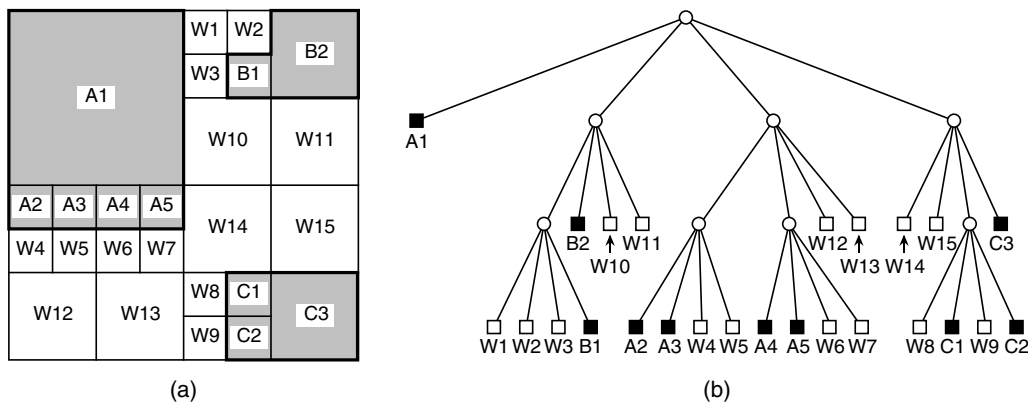 W1 W2 B2
W3 B1
A1
W10 W11
A2 A3 A4 A5
W14 W15
W4 W5 W6 W7
W8 C1
W12 W13 C3
W9 C2
(a)
A1
B2 W11 W12 W15 C3
W10 W13 W14
W1 W2 W3 B1 A2 A3 W4 W5 A4 A5 W6 W7 W8 C1 W9 C2
(b)